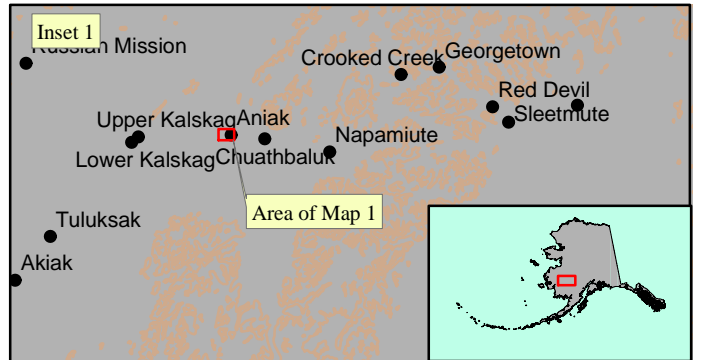 Inset 1
Russian Mission
Crooked Creek
Georgetown
Red Devil
Sleetmute
Upper Kalskag
Aniak
Lower Kalskag
Chuathbaluk
Napamiute
Area of Map 1
Tuluksak
Akiak